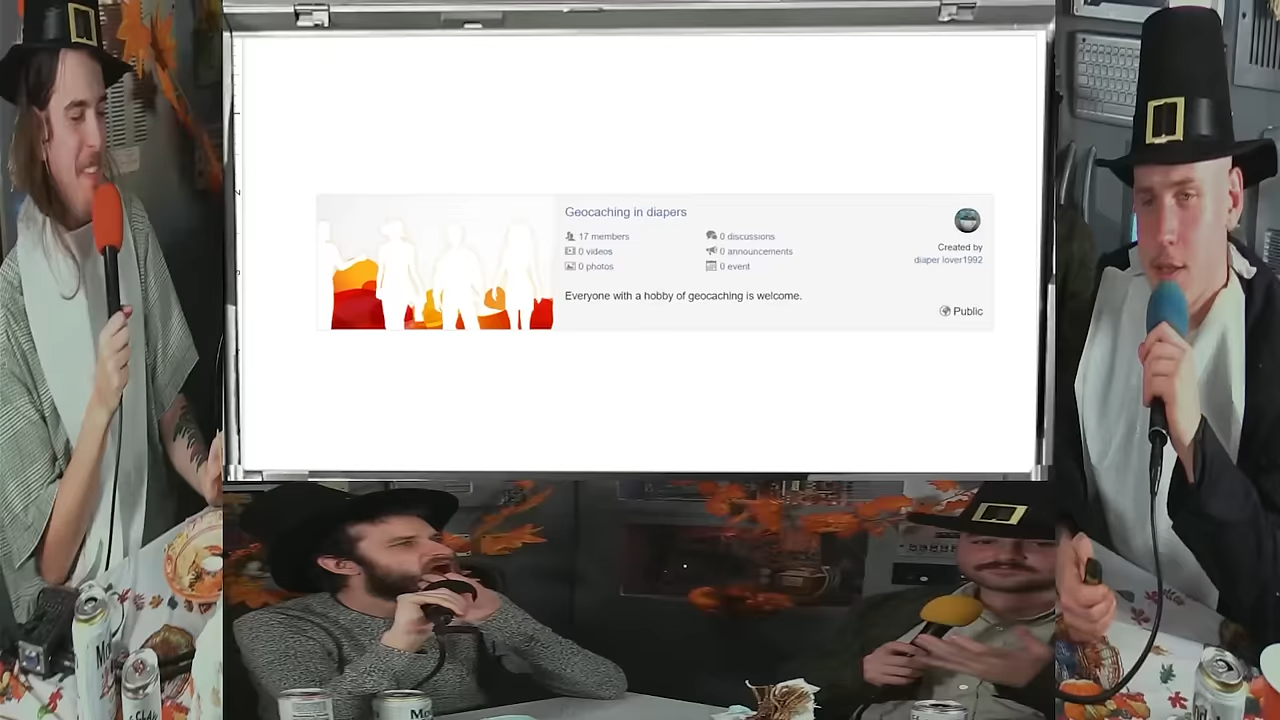 Geocaching in diapers
17 members
0 discussions
0 videos
0 announcements
0 photos
0 event
Everyone with a hobby of geocaching is welcome.
Created by
diaper lover1992
Public